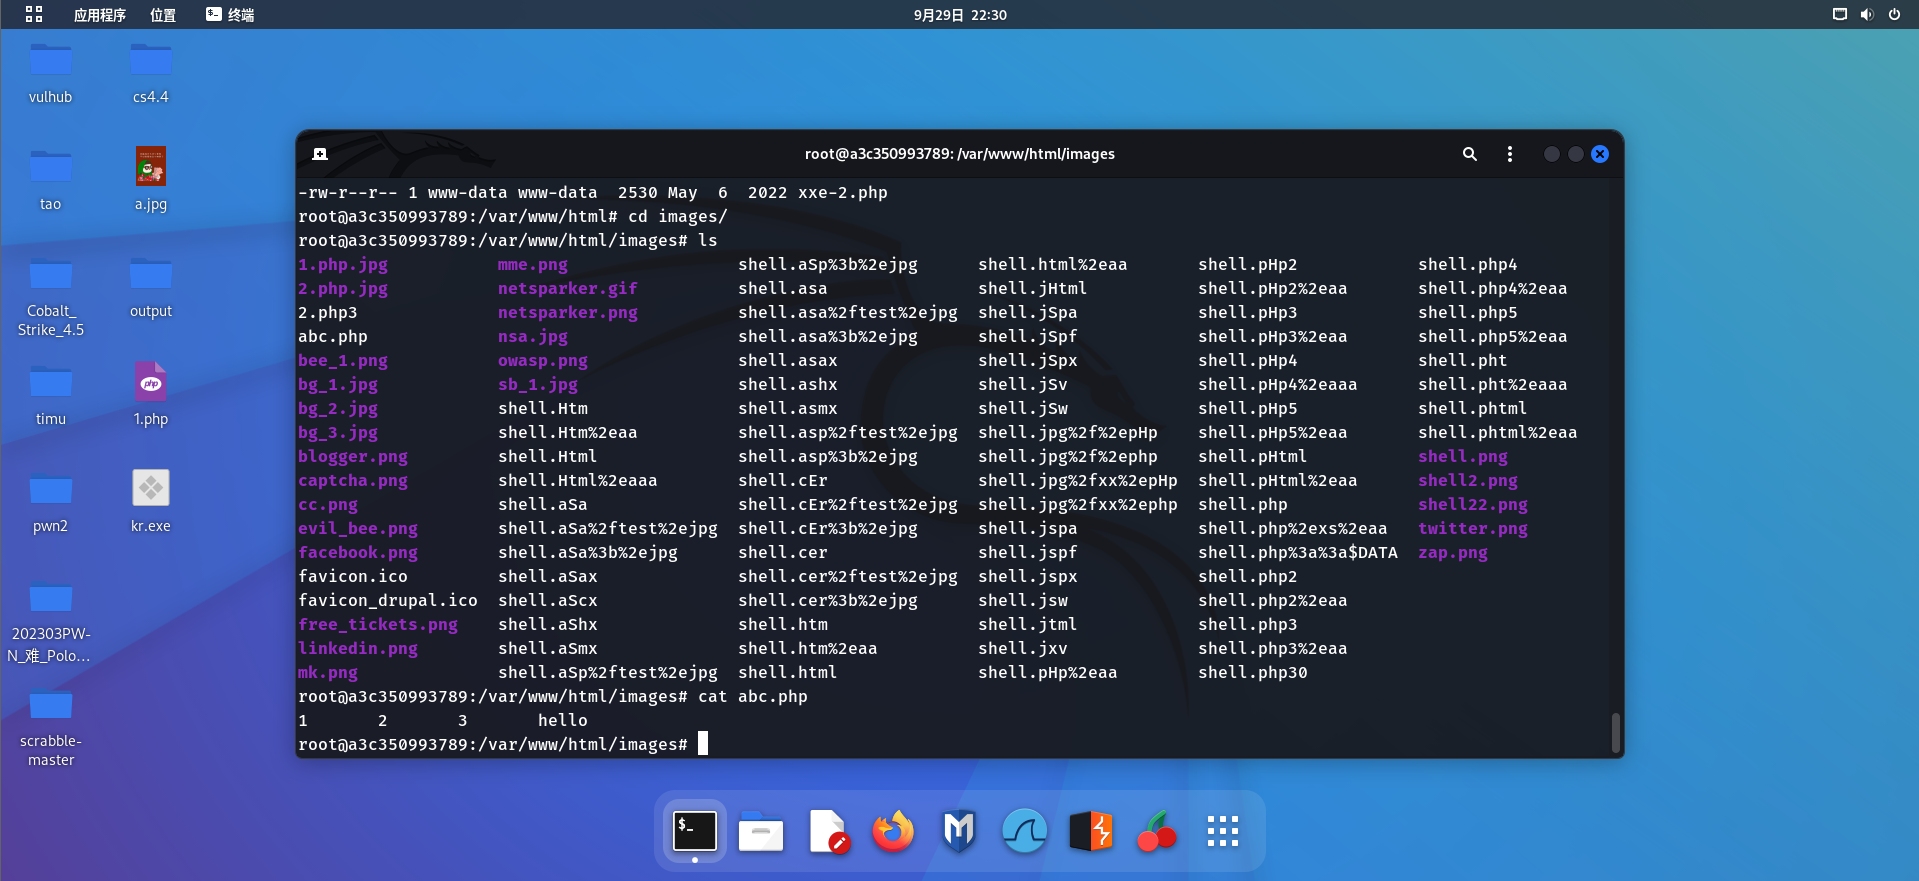 应用程序 位置 终端 9月29日 22:30
vulhub cs4.4
tao a.jpg
Cobalt_
Strike_4.5
output
timu 1.php
pwn2 kr.exe
202303PW-
N_难_Polo...
scrabble-
master
root@a3c350993789: /var/www/html/images
-rw-r--r-- 1 www-data www-data  2530 May  6  2022 xxe-2.php
root@a3c350993789:/var/www/html# cd images/
root@a3c350993789:/var/www/html/images# ls
1.php.jpg mme.png shell.aSp%3b%2ejpg shell.html%2eaa shell.pHp2 shell.php4
2.php.jpg netsparker.gif shell.asa shell.jHtml shell.pHp2%2eaa shell.php4%2eaa
2.php3 netsparker.png shell.asa%2ftest%2ejpg shell.jSpa shell.pHp3 shell.php5
abc.php nsa.jpg shell.asa%3b%2ejpg shell.jSpf shell.pHp3%2eaa shell.php5%2eaa
bee_1.png owasp.png shell.asax shell.jSpx shell.pHp4 shell.pht
bg_1.jpg sb_1.jpg shell.ashx shell.jSv shell.pHp4%2eaaa shell.pht%2eaaa
bg_2.jpg shell.Htm shell.asmx shell.jSw shell.pHp5 shell.phtml
bg_3.jpg shell.Htm%2eaa shell.asp%2ftest%2ejpg shell.jpg%2f%2epHp shell.pHp5%2eaa shell.phtml%2eaa
blogger.png shell.Html shell.asp%3b%2ejpg shell.jpg%2f%2ephp shell.pHtml shell.png
captcha.png shell.Html%2eaaa shell.cEr shell.jpg%2fxx%2epHp shell.pHtml%2eaa shell2.png
cc.png shell.aSa shell.cEr%2ftest%2ejpg shell.jpg%2fxx%2ephp shell.php shell22.png
evil_bee.png shell.aSa%2ftest%2ejpg shell.cEr%3b%2ejpg shell.jspa shell.php%2exs%2eaa twitter.png
facebook.png shell.aSa%3b%2ejpg shell.cer shell.jspf shell.php%3a%3a$DATA zap.png
favicon.ico shell.aSax shell.cer%2ftest%2ejpg shell.jspx shell.php2
favicon_drupal.ico shell.aScx shell.cer%3b%2ejpg shell.jsw shell.php2%2eaa
free_tickets.png shell.aShx shell.htm shell.jtml shell.php3
linkedin.png shell.aSmx shell.htm%2eaa shell.jxv shell.php3%2eaa
mk.png shell.aSp%2ftest%2ejpg shell.html shell.pHp%2eaa shell.php30
root@a3c350993789:/var/www/html/images# cat abc.php
1 2 3 hello
root@a3c350993789:/var/www/html/images#